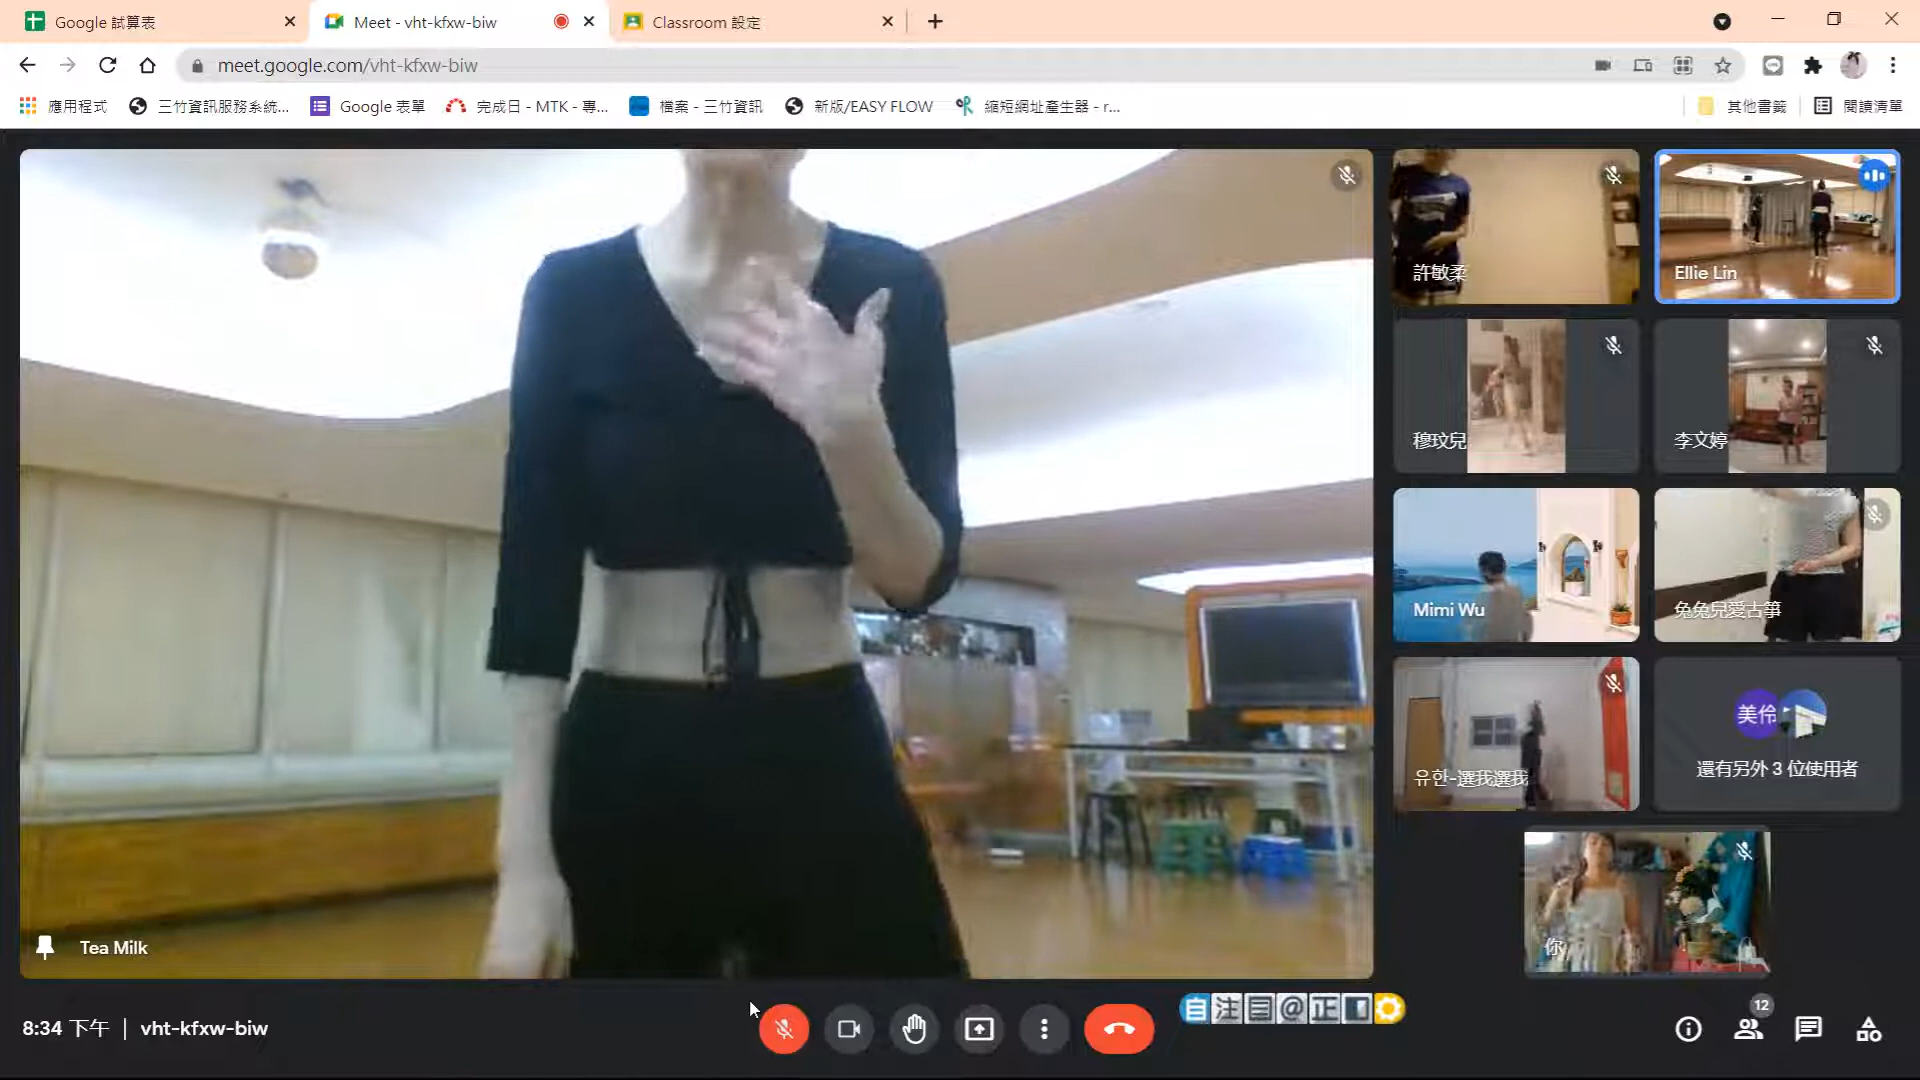 Google 試算表
Meet - vht-kfxw-biw
Classroom 設定
meet.google.com/vht-kfxw-biw
應用程式
三竹資訊服務系統...
Google 表單
完成日 - MTK - 專...
檔案 - 三竹資訊
新版/EASY FLOW
縮短網址產生器 - r...
其他書籤
閱讀清單
許敏柔
Ellie Lin
穆玟兒
李文婷
Mimi Wu
兔兔兒愛古箏
유한-選我選我
美伶
還有另外 3 位使用者
你
Tea Milk
自 注 @ 正
8:34 下午 | vht-kfxw-biw
12